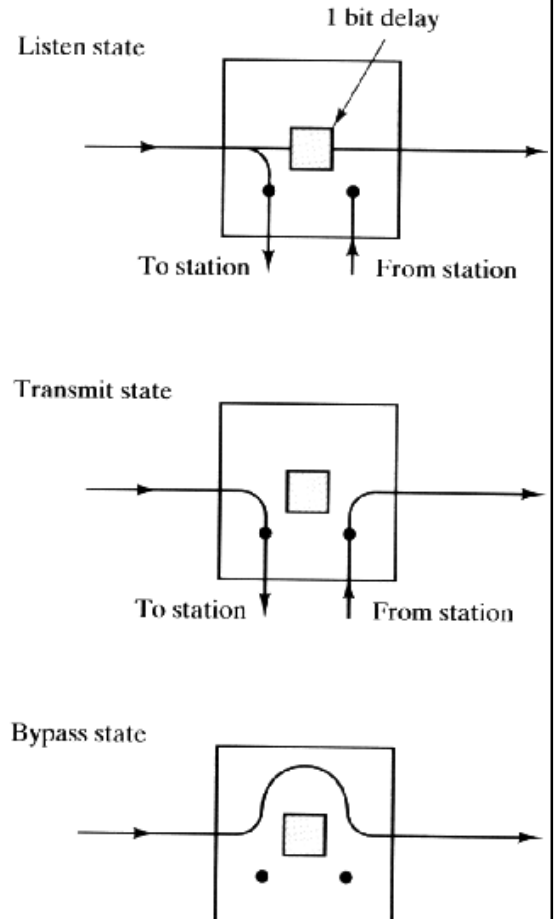 1 bit delay
Listen state
To station
From station
Transmit state
To station
From station
Bypass state